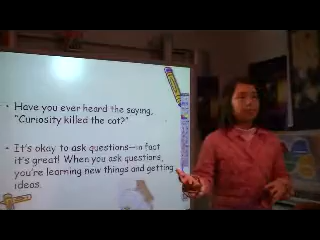 Have you ever heard the saying,
"Curiosity killed the cat?"
It's okay to ask questions—in fact
it's great! When you ask questions,
you're learning new things and getting
ideas.